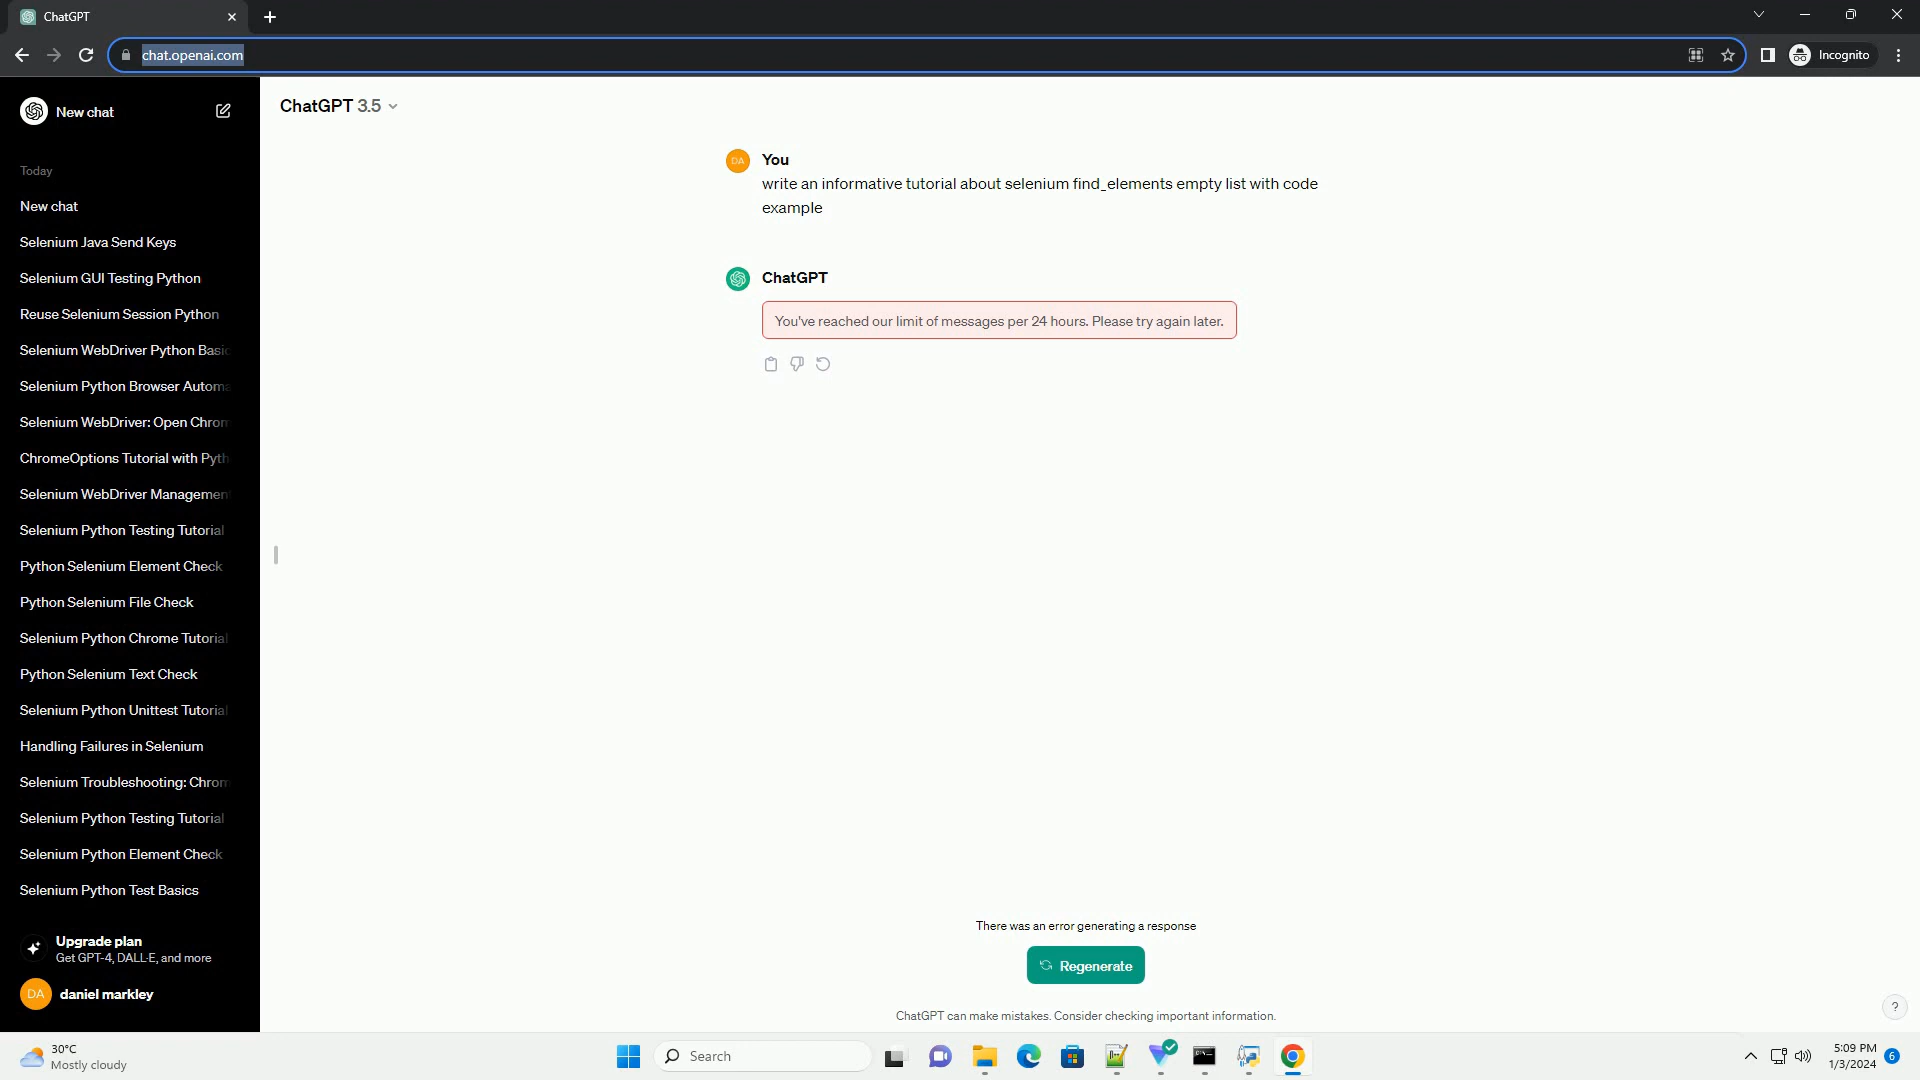 ChatGPT
chat.openai.com
Incognito
New chat
ChatGPT 3.5
Today
New chat
Selenium Java Send Keys
Selenium GUI Testing Python
Reuse Selenium Session Python
Selenium WebDriver Python Basic
Selenium Python Browser Automa
Selenium WebDriver: Open Chrom
ChromeOptions Tutorial with Pyth
Selenium WebDriver Management
Selenium Python Testing Tutorial
Python Selenium Element Check
Python Selenium File Check
Selenium Python Chrome Tutorial
Python Selenium Text Check
Selenium Python Unittest Tutorial
Handling Failures in Selenium
Selenium Troubleshooting: Chrom
Selenium Python Testing Tutorial
Selenium Python Element Check
Selenium Python Test Basics
Upgrade plan
Get GPT-4, DALL·E, and more
DA
daniel markley
DA
You
write an informative tutorial about selenium find_elements empty list with code
example
ChatGPT
You've reached our limit of messages per 24 hours. Please try again later.
There was an error generating a response
Regenerate
ChatGPT can make mistakes. Consider checking important information.
?
30°C
Mostly cloudy
Search
5:09 PM
1/3/2024
6